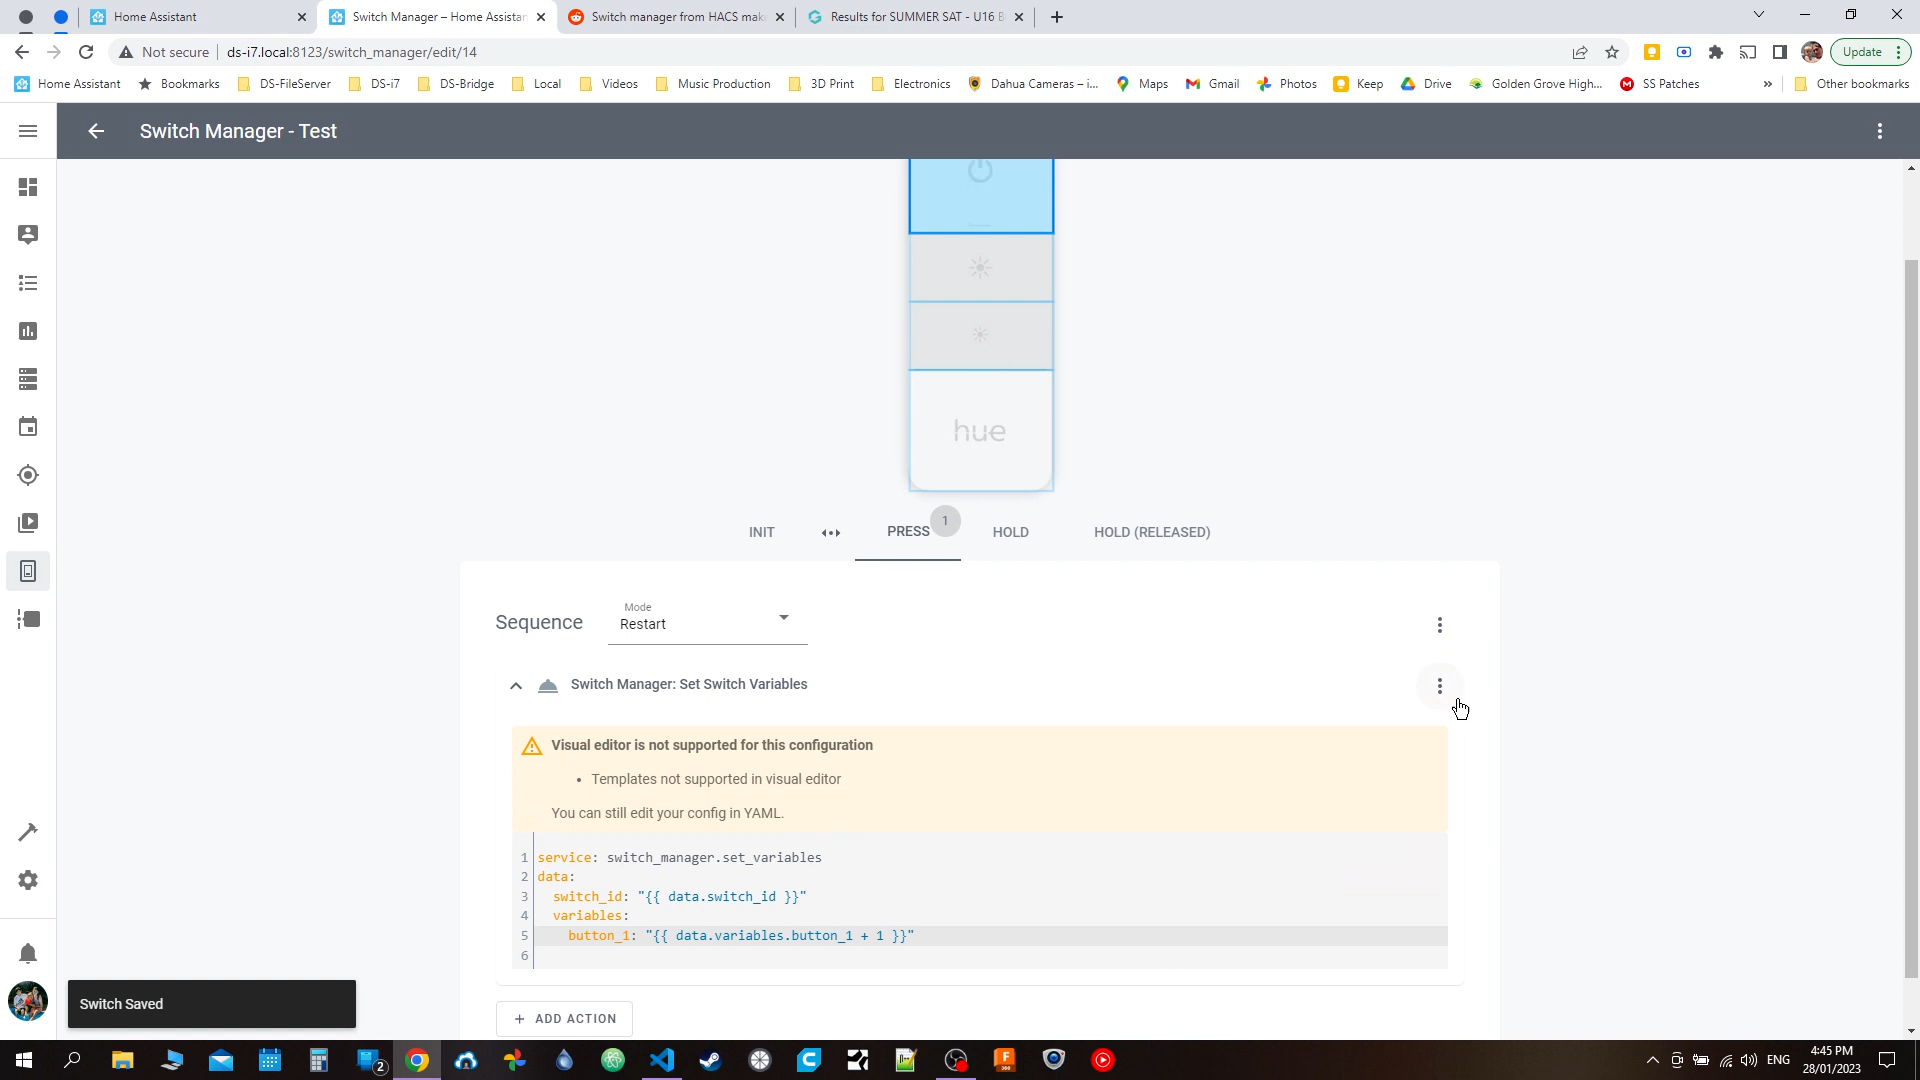 Home Assistant
Switch Manager – Home Assistan
Switch manager from HACS mak
Results for SUMMER SAT - U16 B
Not secure
ds-i7.local:8123/switch_manager/edit/14
Update
Home Assistant
Bookmarks
DS-FileServer
DS-i7
DS-Bridge
Local
Videos
Music Production
3D Print
Electronics
Dahua Cameras – i...
Maps
Gmail
Photos
Keep
Drive
Golden Grove High...
SS Patches
»
Other bookmarks
Switch Manager - Test
hue
INIT
PRESS
1
HOLD
HOLD (RELEASED)
Sequence
Mode
Restart
Switch Manager: Set Switch Variables
Visual editor is not supported for this configuration
• Templates not supported in visual editor
You can still edit your config in YAML.
1 service: switch_manager.set_variables
2 data:
3 switch_id: "{{ data.switch_id }}"
4 variables:
5 button_1: "{{ data.variables.button_1 + 1 }}"
6
Switch Saved
+ ADD ACTION
2
ENG
4:45 PM
28/01/2023